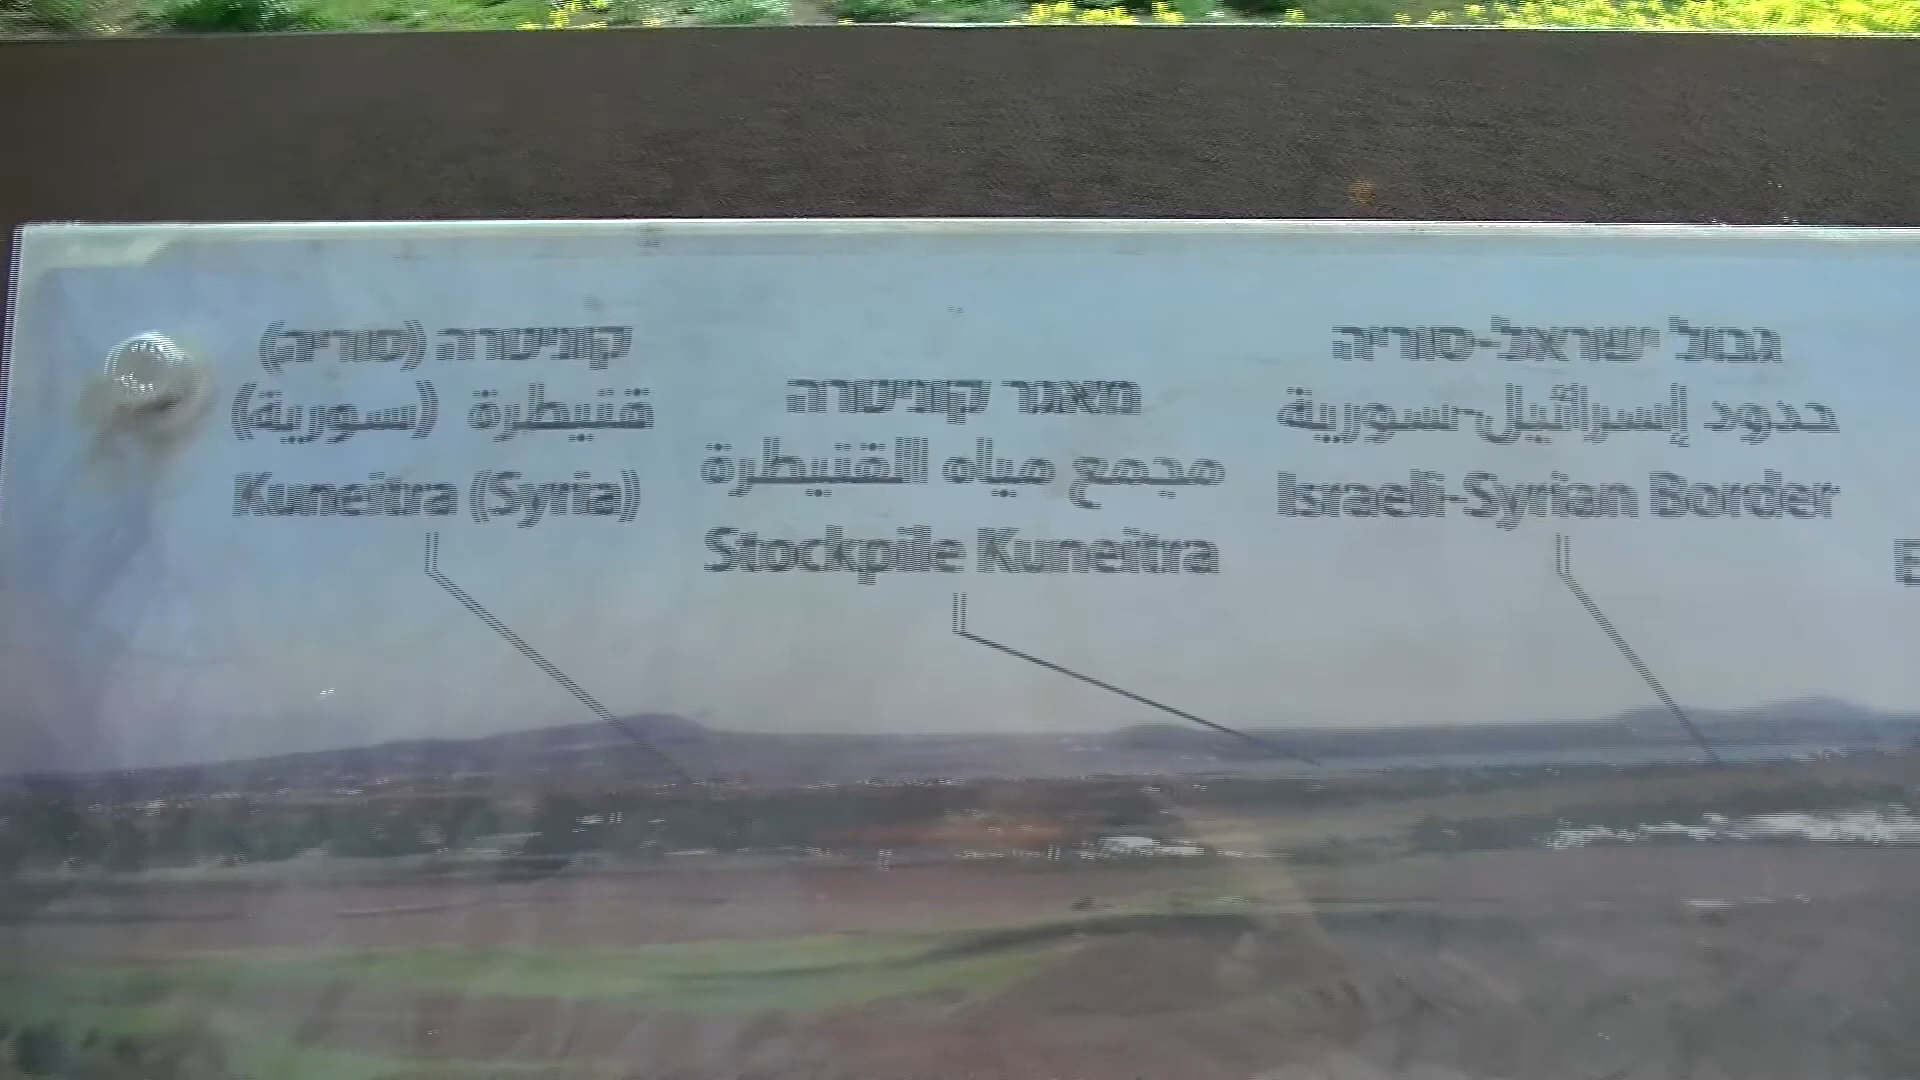 קוניטרה (סוריה)
قنيطرة (سورية)
Kuneitra (Syria)
מאגר קוניטרה
مجمع مياه القنيطرة
Stockpile Kuneitra
גבול ישראל-סוריה
حدود إسرائيل-سورية
Israeli-Syrian Border